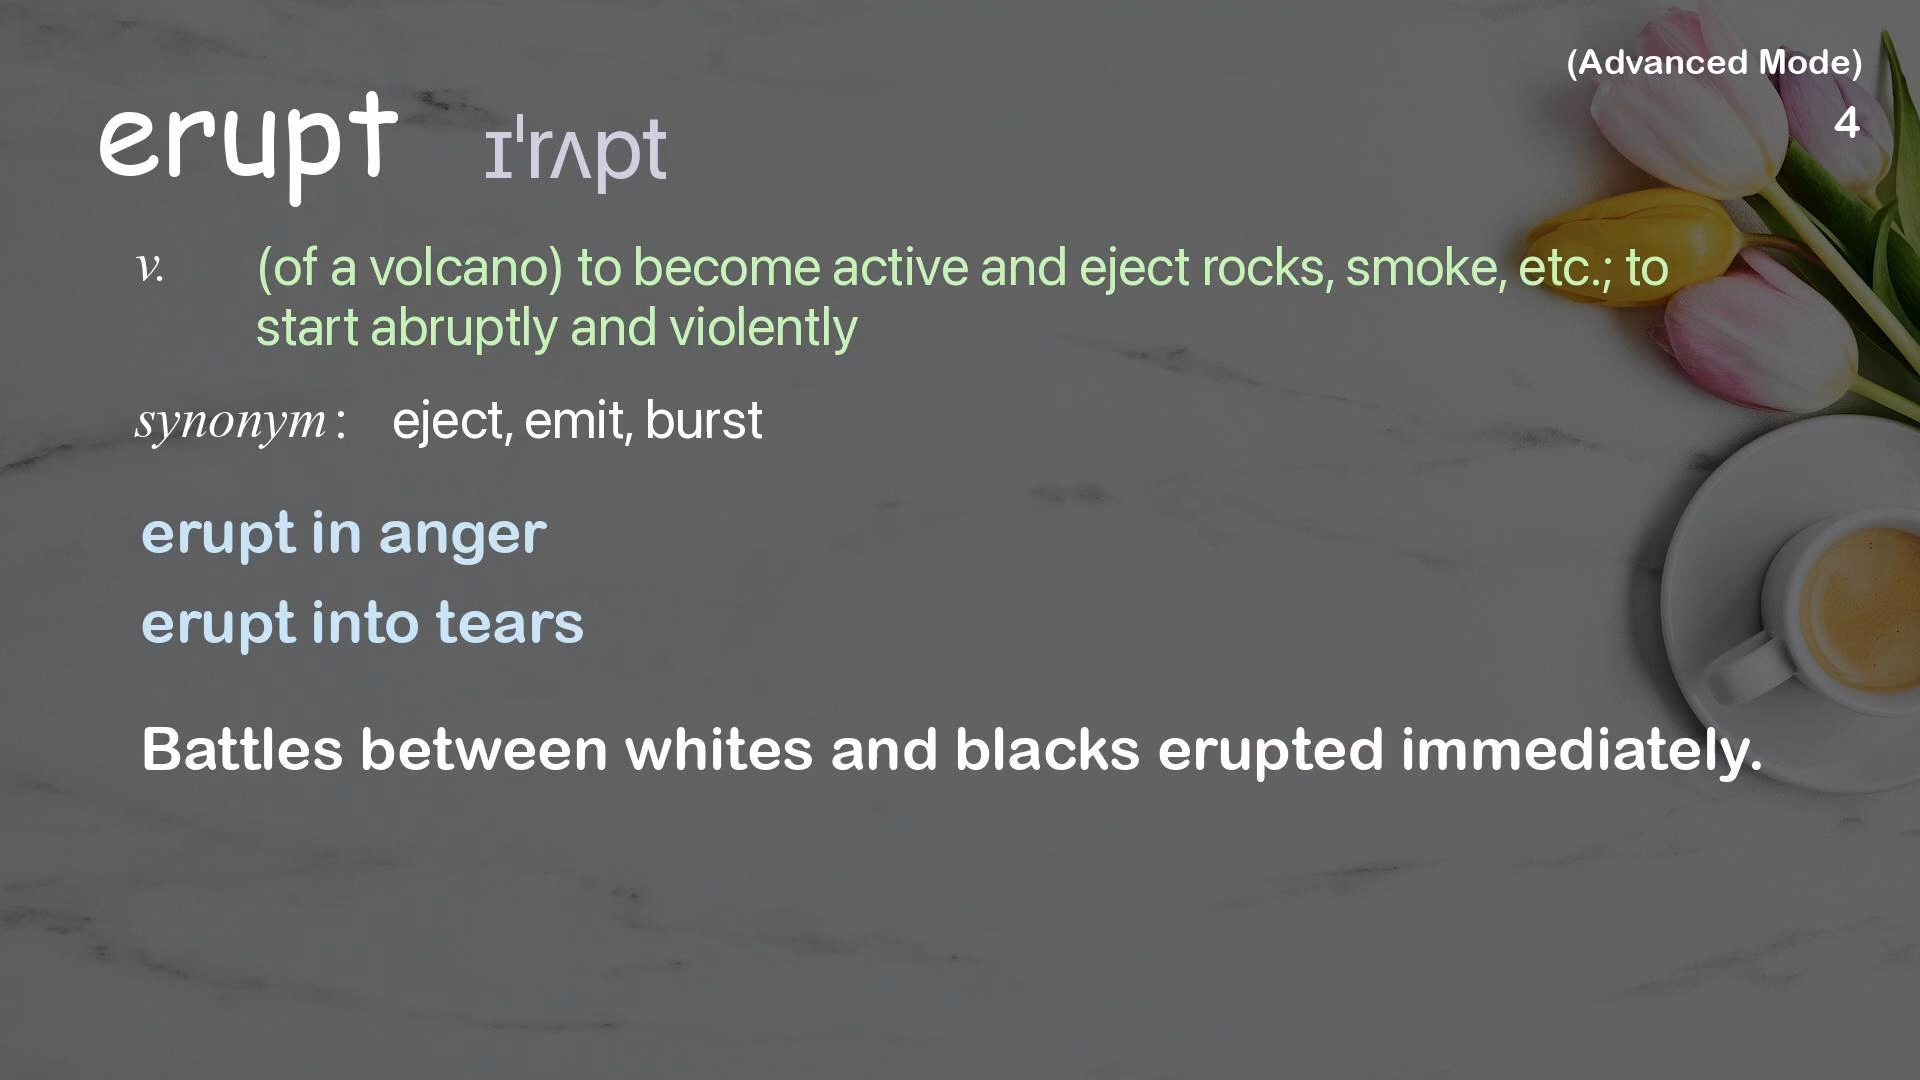 (Advanced Mode)
4
erupt ɪˈrʌpt
v. (of a volcano) to become active and eject rocks, smoke, etc.; to
start abruptly and violently
synonym: eject, emit, burst
erupt in anger
erupt into tears
Battles between whites and blacks erupted immediately.